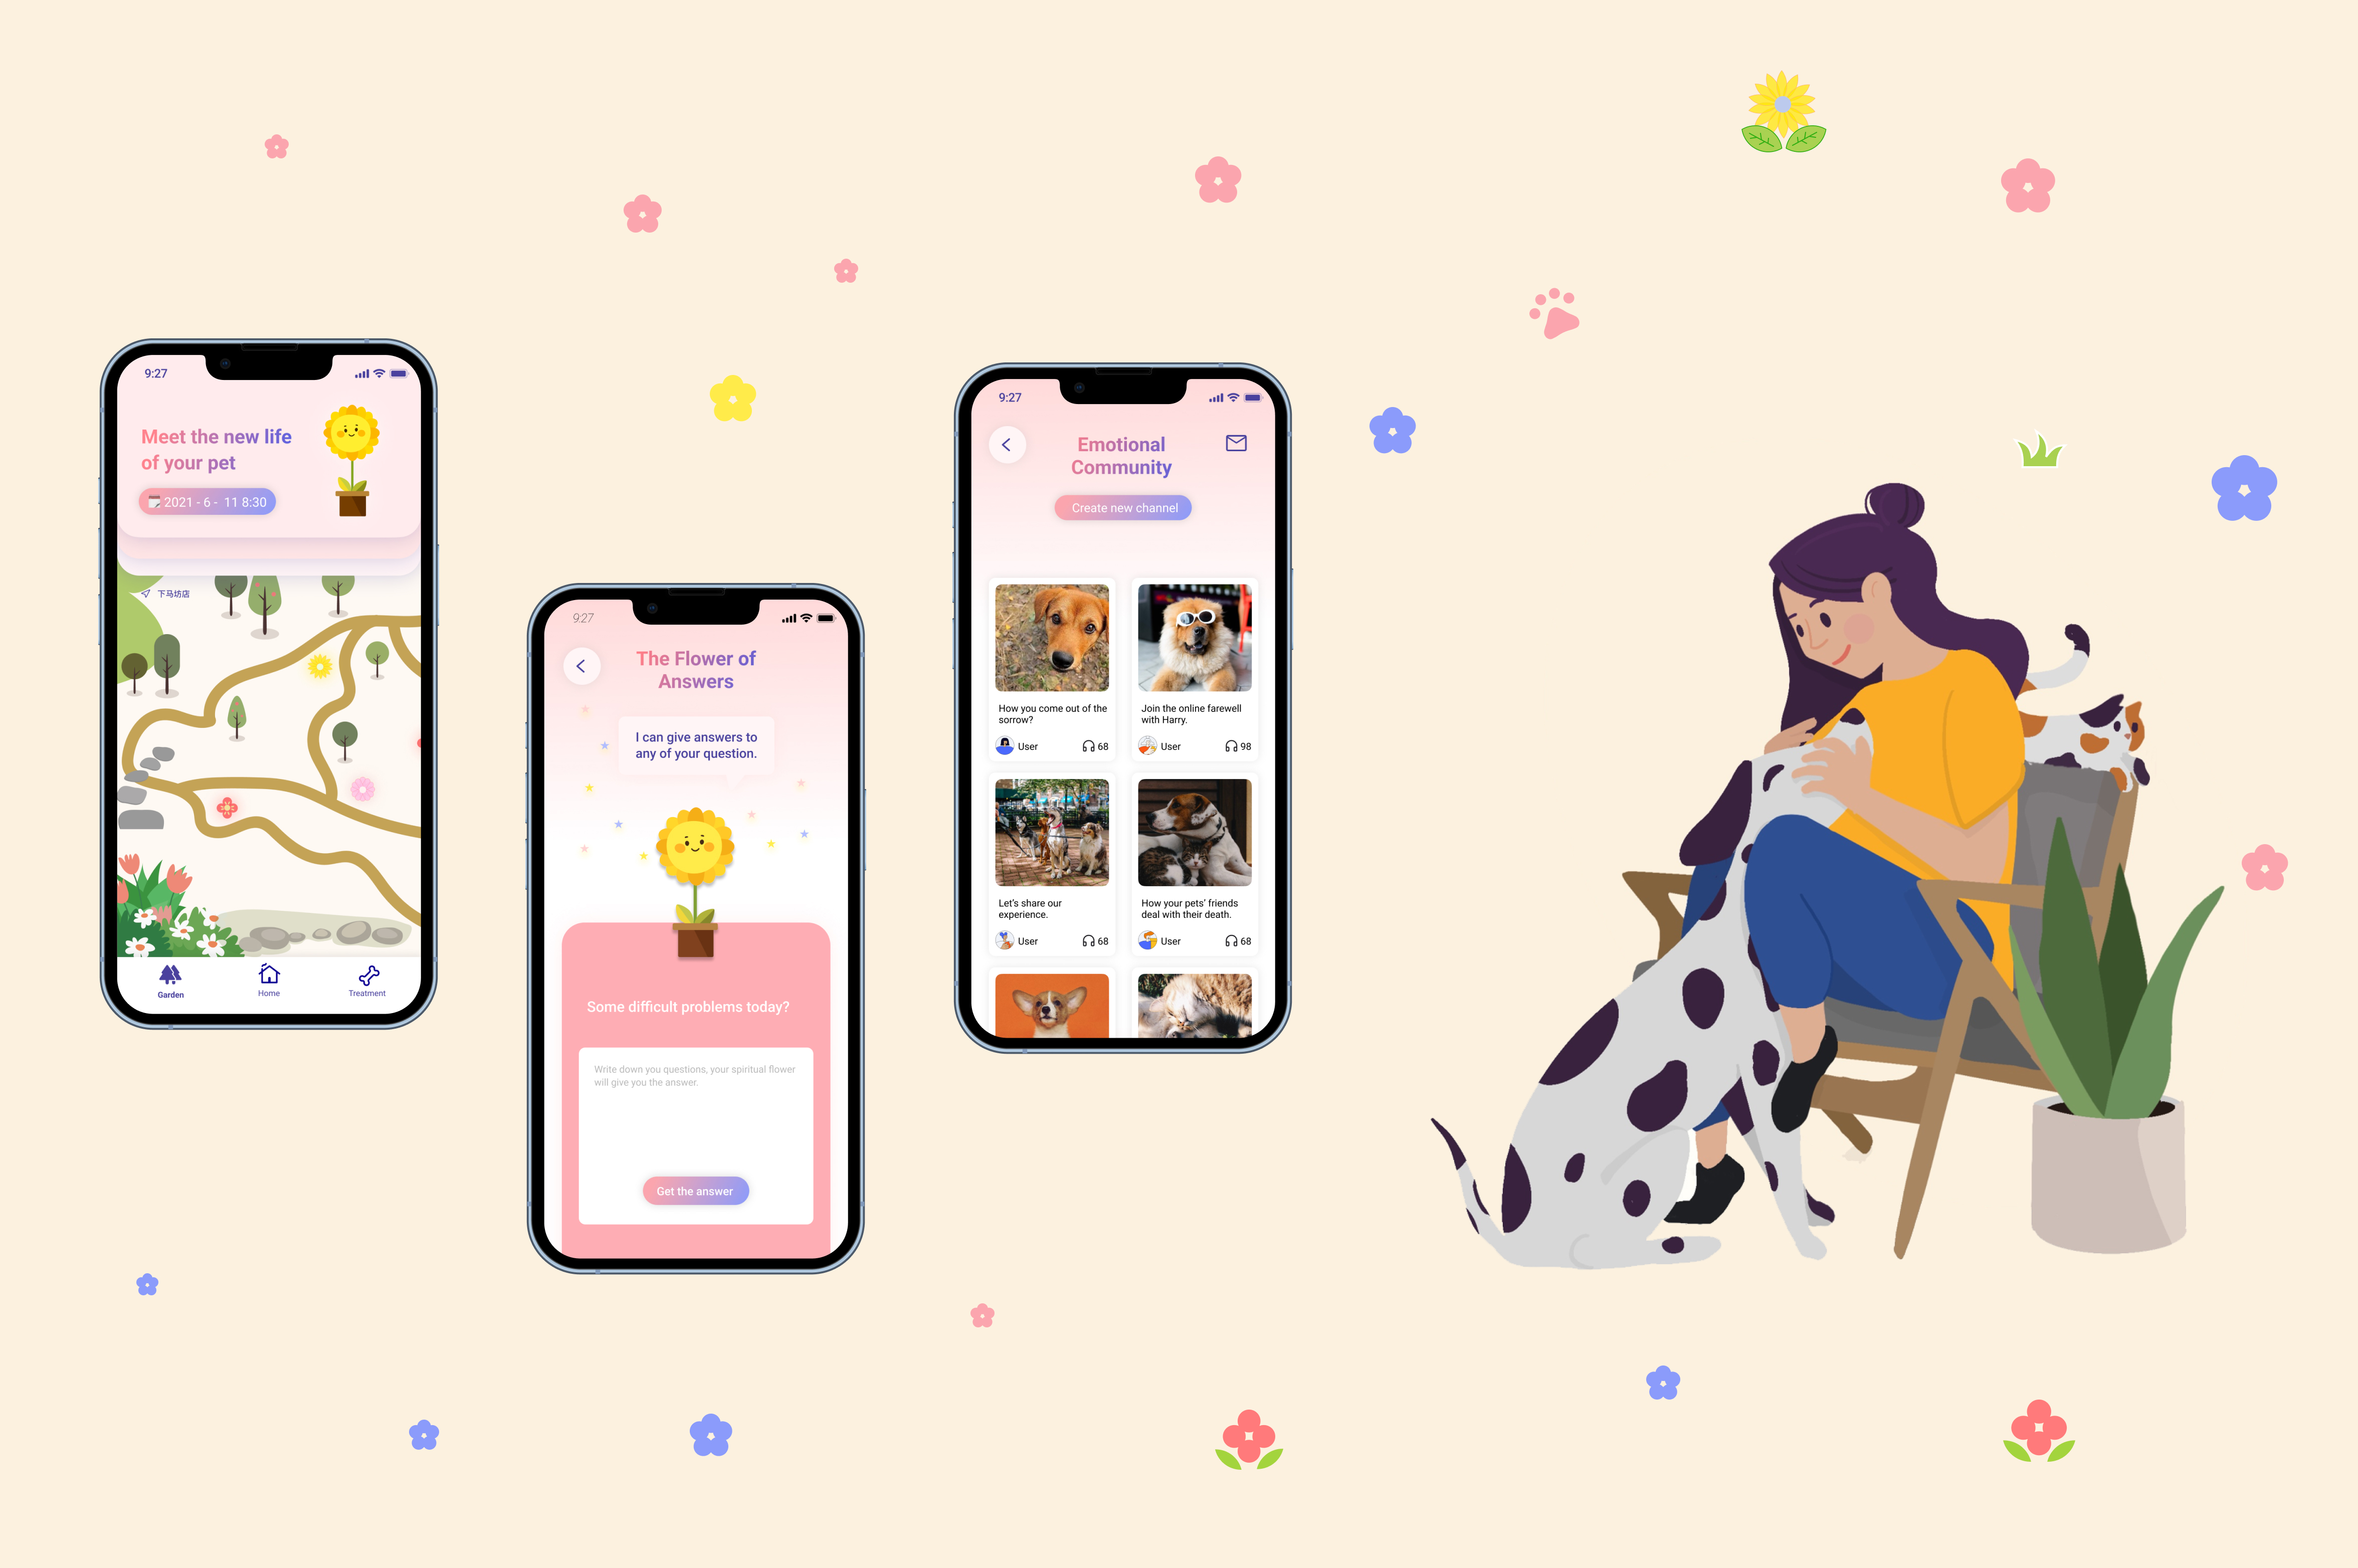 9:27
Meet the new life
of your pet
2021 - 6 -  11 8:30
下马坊店
Garden
Home
Treatment
9:27
The Flower of
Answers
I can give answers to
any of your question.
Some difficult problems today?
Write down you questions, your spiritual flower
will give you the answer.
Get the answer
9:27
Emotional
Community
Create new channel
How you come out of the
sorrow?
User
68
Join the online farewell
with Harry.
User
98
Let's share our
experience.
User
68
How your pets' friends
deal with their death.
User
68